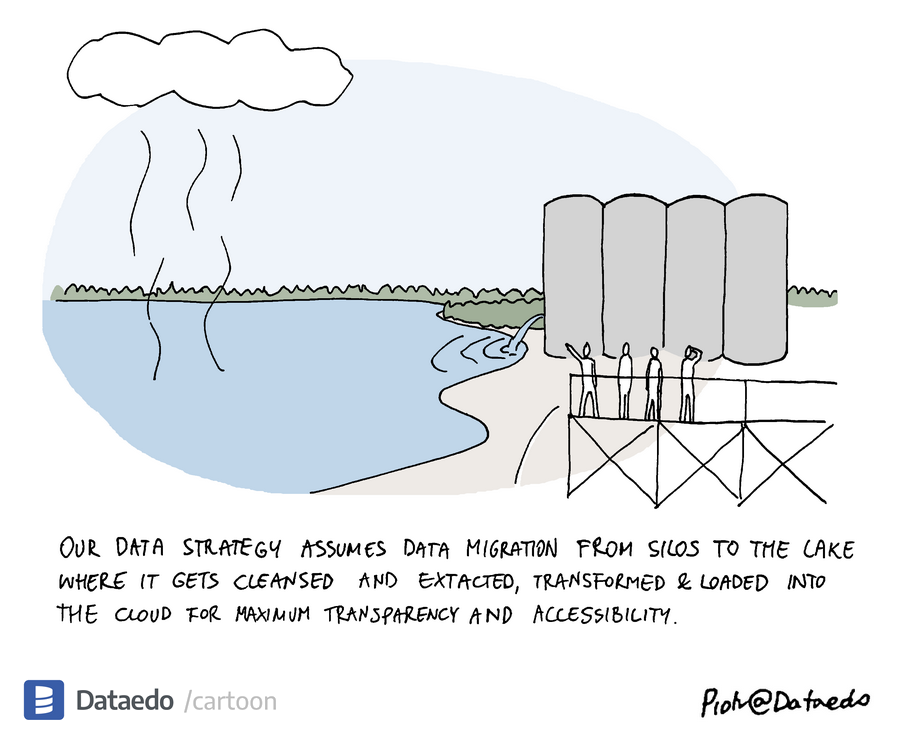 OUR DATA STRATEGY ASSUMES DATA MIGRATION FROM SILOS TO THE LAKE
WHERE IT GETS CLEANSED AND EXTACTED, TRANSFORMED & LOADED INTO
THE CLOUD FOR MAXIMUM TRANSPARENCY AND ACCESSIBILITY.
Dataedo /cartoon
Piotr@Dataedo